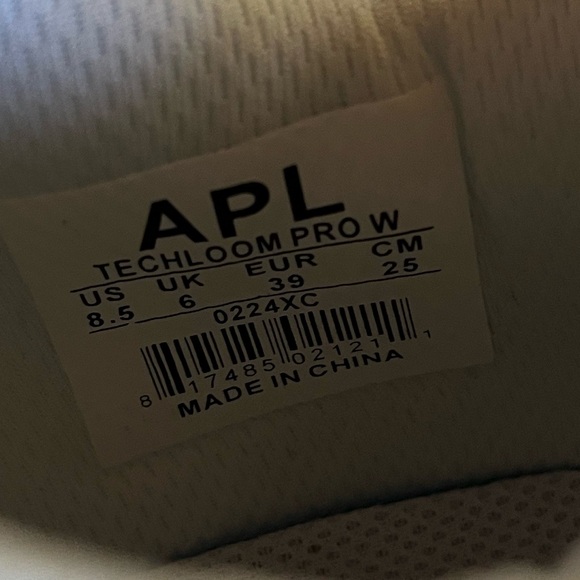 APL
TECHLOOM PRO W
US UK EUR CM
8.5 6 39 25
0224XC
8 17485 02121 1
MADE IN CHINA